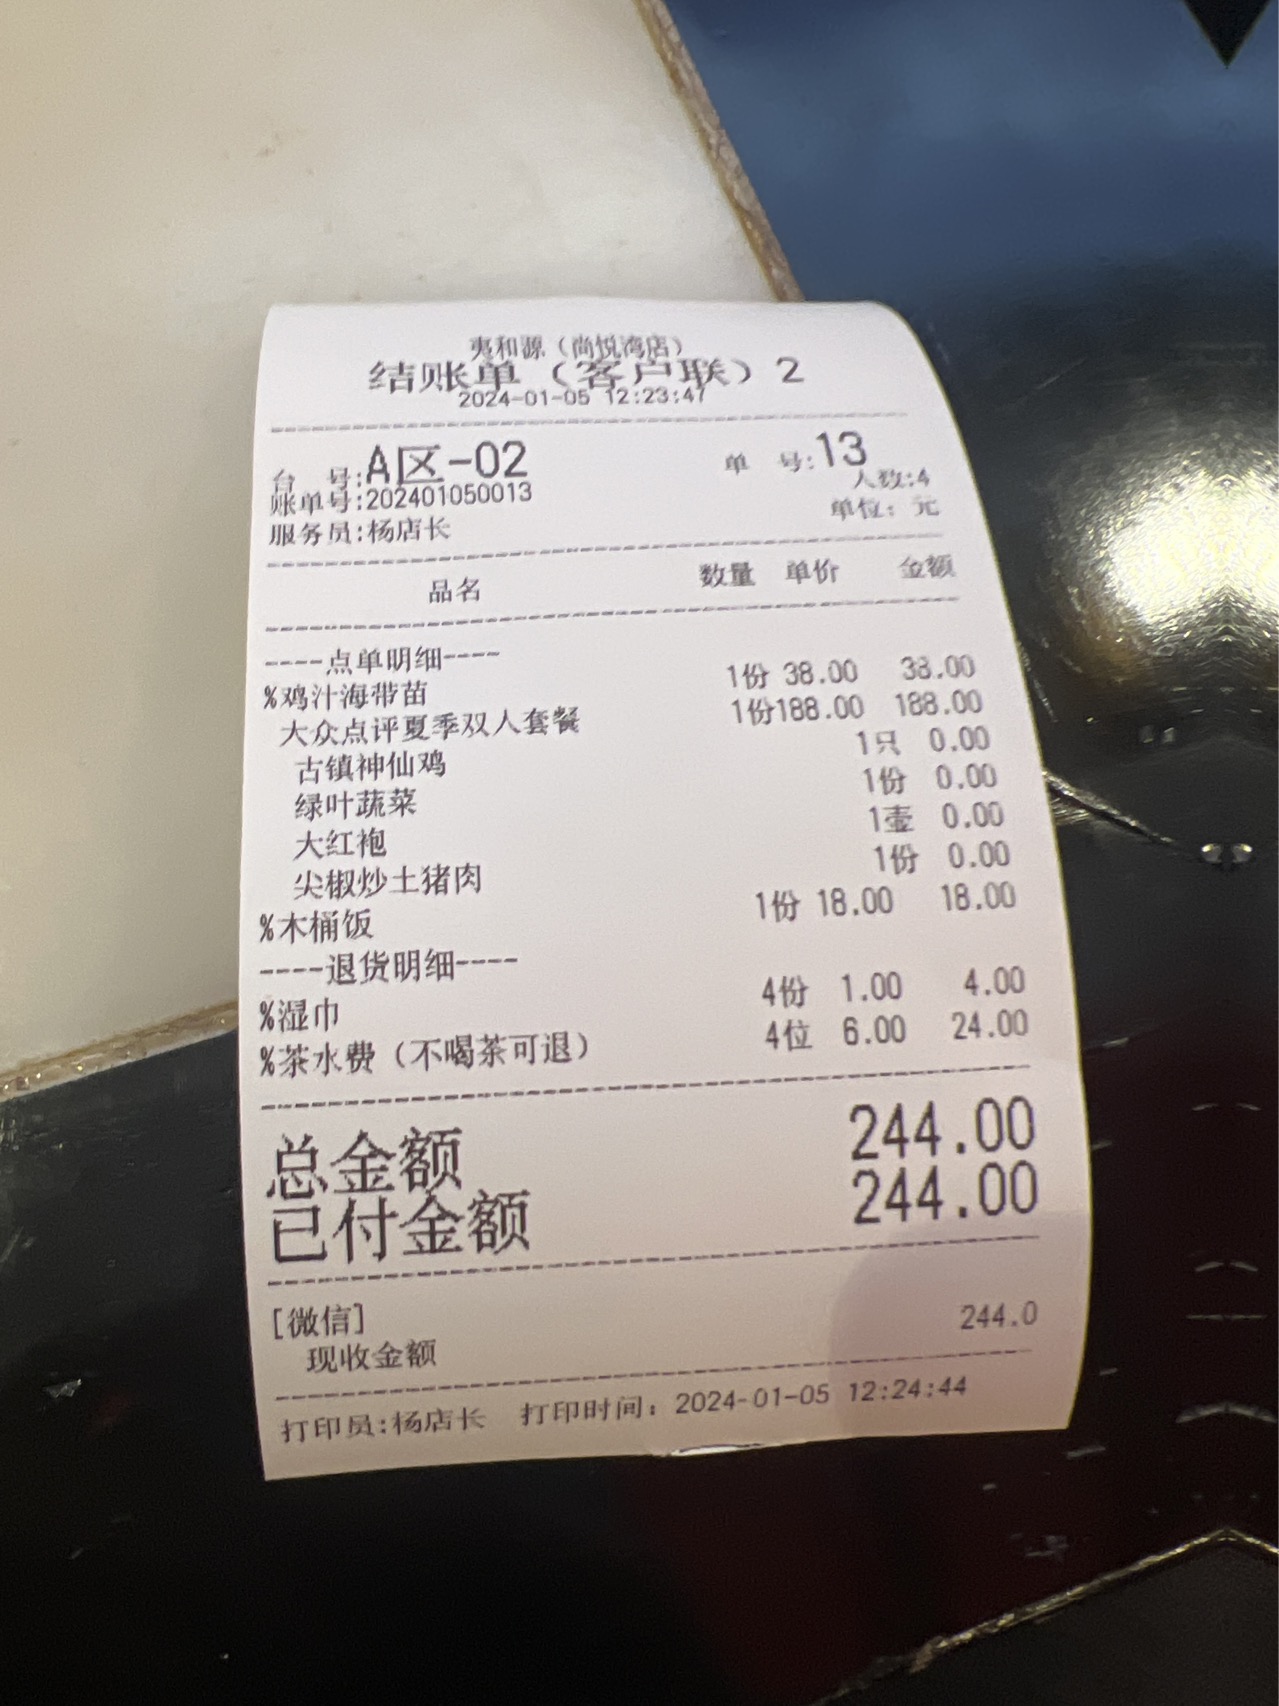 夷和源（尚悦湾店）
结账单（客户联）2
2024-01-05 12:23:47
台 号:A区-02 单 号:13
账单号:202401050013 人数:4
服务员:杨店长 单位：元
品名 数量 单价 金额
----点单明细----
%鸡汁海带苗 1份 38.00 38.00
大众点评夏季双人套餐 1份188.00 188.00
古镇神仙鸡 1只 0.00
绿叶蔬菜 1份 0.00
大红袍 1壶 0.00
尖椒炒土猪肉 1份 0.00
%木桶饭 1份 18.00 18.00
----退货明细----
%湿巾 4份 1.00 4.00
%茶水费（不喝茶可退） 4位 6.00 24.00
总金额 244.00
已付金额 244.00
[微信] 244.0
现收金额
打印员:杨店长 打印时间：2024-01-05 12:24:44